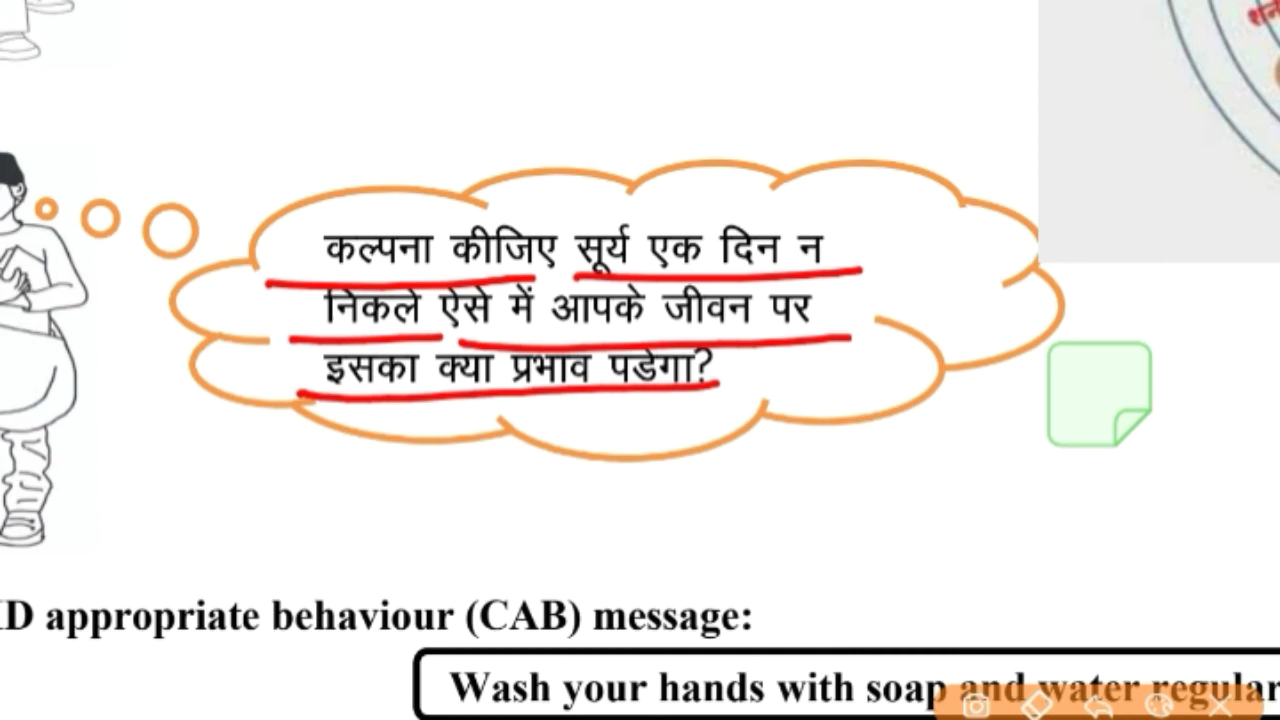 कल्पना कीजिए सूर्य एक दिन न
निकले ऐसे में आपके जीवन पर
इसका क्या प्रभाव पडेगा?
appropriate behaviour (CAB) message:
Wash your hands with soap and water